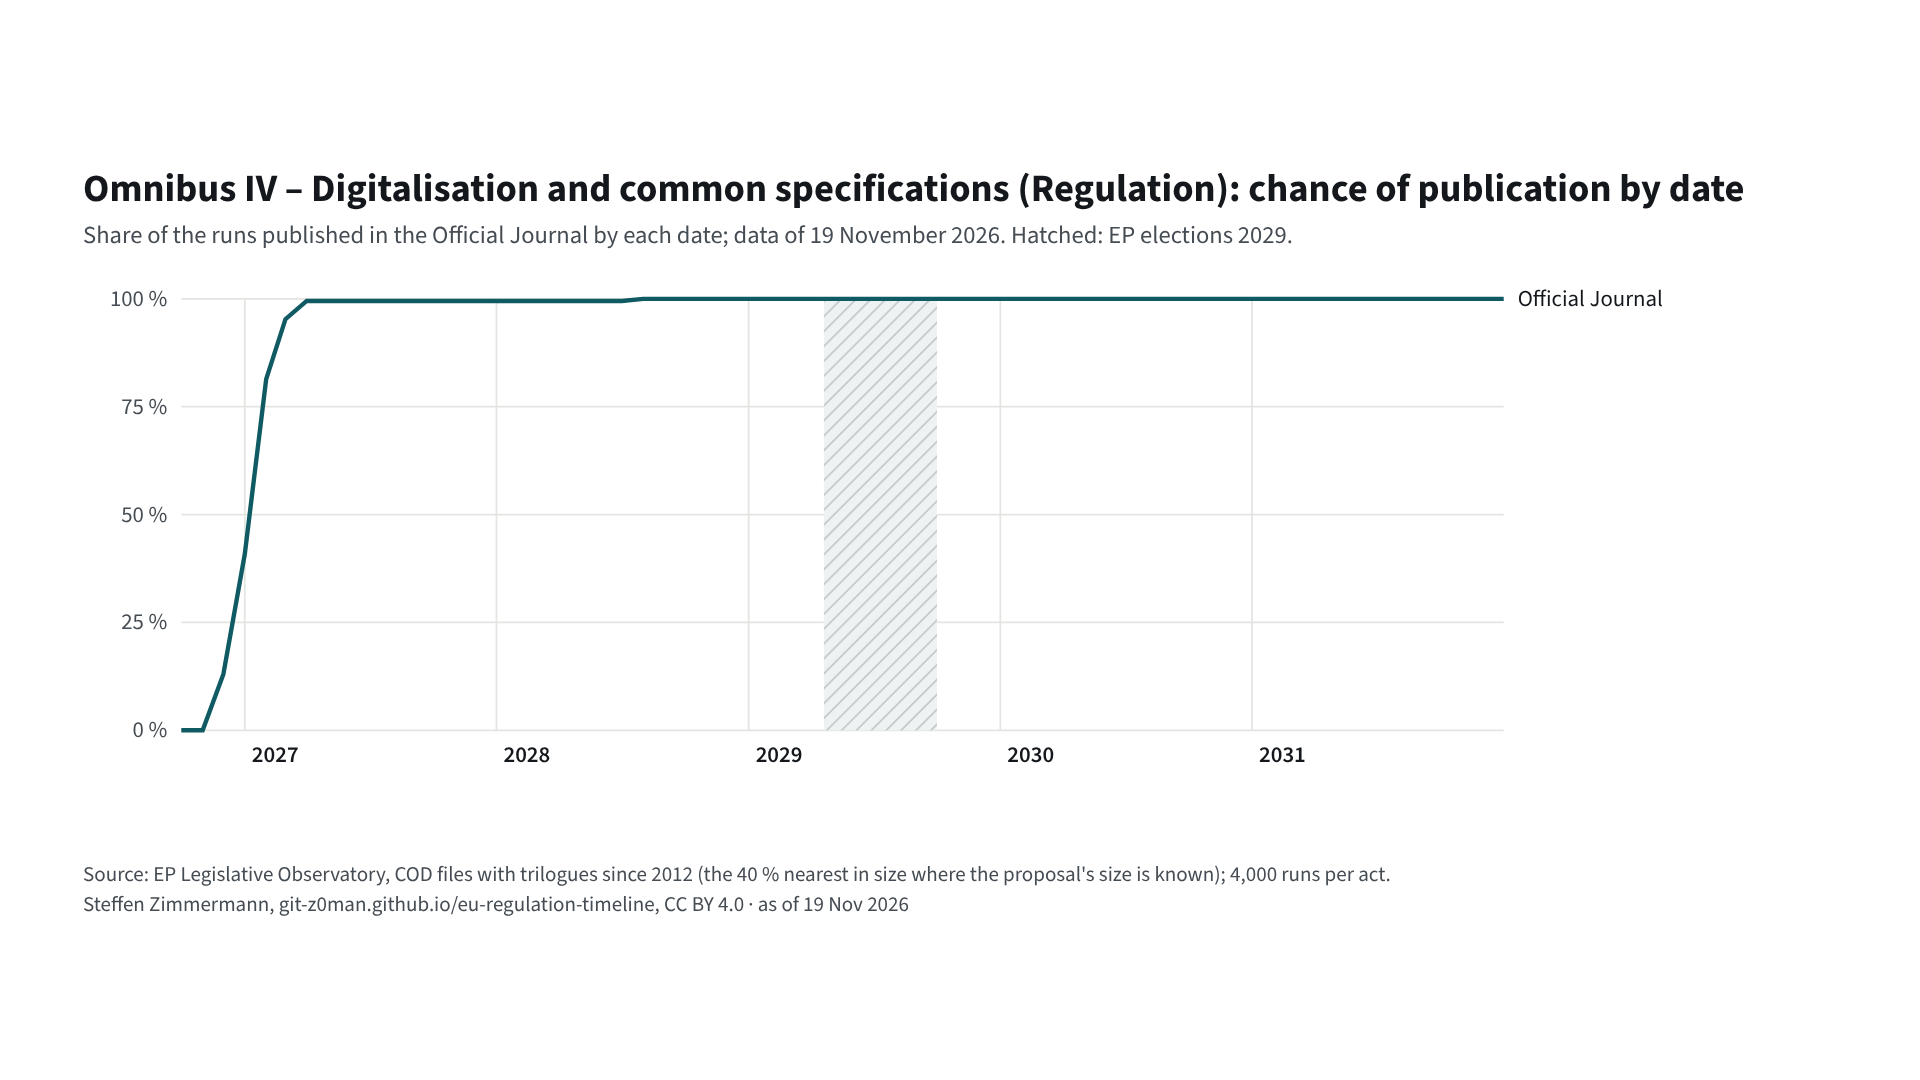 Omnibus IV – Digitalisation and common specifications (Regulation): chance of publication by date
Share of the runs published in the Official Journal by each date; data of 19 November 2026. Hatched: EP elections 2029.
100 %
Official Journal
75 %
50 %
25 %
0 %
2027 2028 2029 2030 2031
Source: EP Legislative Observatory, COD files with trilogues since 2012 (the 40 % nearest in size where the proposal's size is known); 4,000 runs per act.
Steffen Zimmermann, git-z0man.github.io/eu-regulation-timeline, CC BY 4.0 · as of 19 Nov 2026